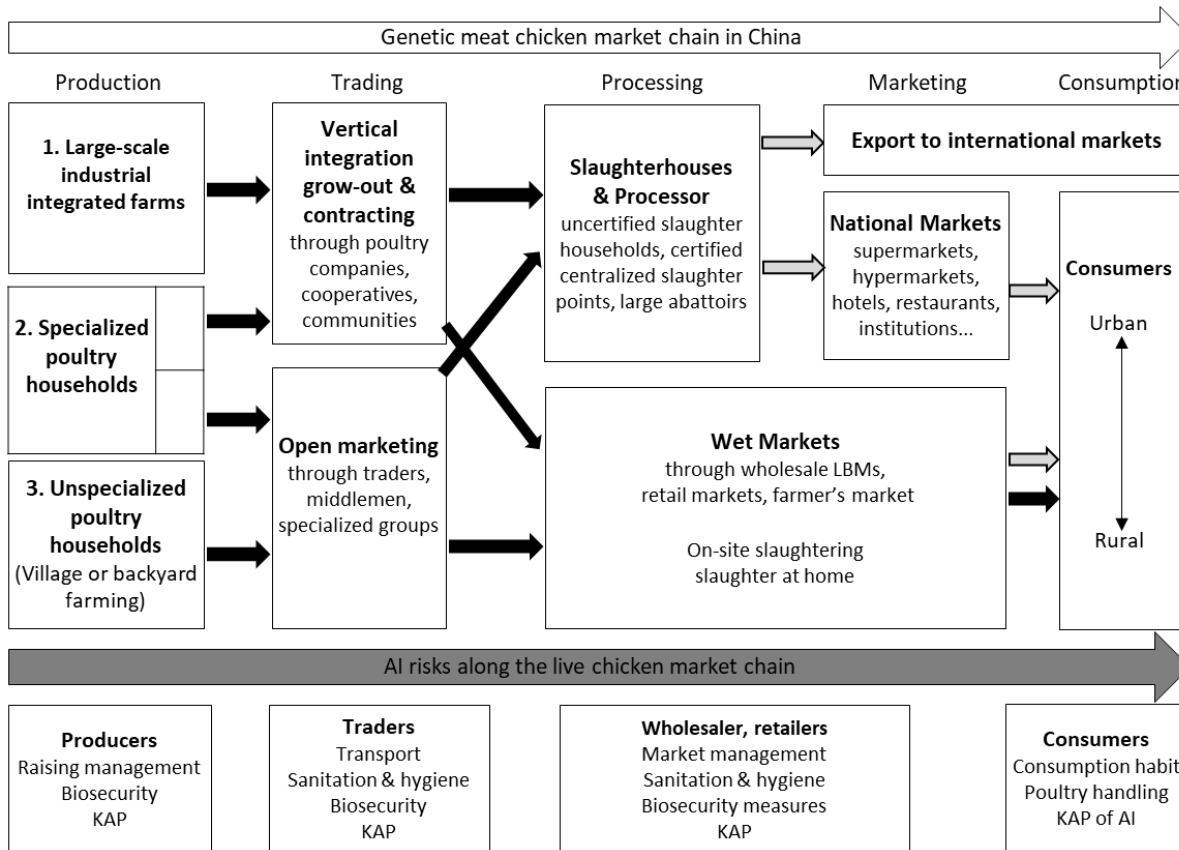 Genetic meat chicken market chain in China
Production
Trading
Processing
Marketing
Consumption
1. Large-scale
industrial
integrated farms
2. Specialized
poultry
households
3. Unspecialized
poultry
households
(Village or backyard
farming)
Vertical
integration
grow-out &
contracting
through poultry
companies,
cooperatives,
communities
Open marketing
through traders,
middlemen,
specialized groups
Slaughterhouses
& Processor
uncertified slaughter
households, certified
centralized slaughter
points, large abattoirs
Export to international markets
National Markets
supermarkets,
hypermarkets,
hotels, restaurants,
institutions...
Wet Markets
through wholesale LBMs,
retail markets, farmer's market
On-site slaughtering
slaughter at home
Consumers
Urban
Rural
AI risks along the live chicken market chain
Producers
Raising management
Biosecurity
KAP
Traders
Transport
Sanitation & hygiene
Biosecurity
KAP
Wholesaler, retailers
Market management
Sanitation & hygiene
Biosecurity measures
KAP
Consumers
Consumption habit
Poultry handling
KAP of AI